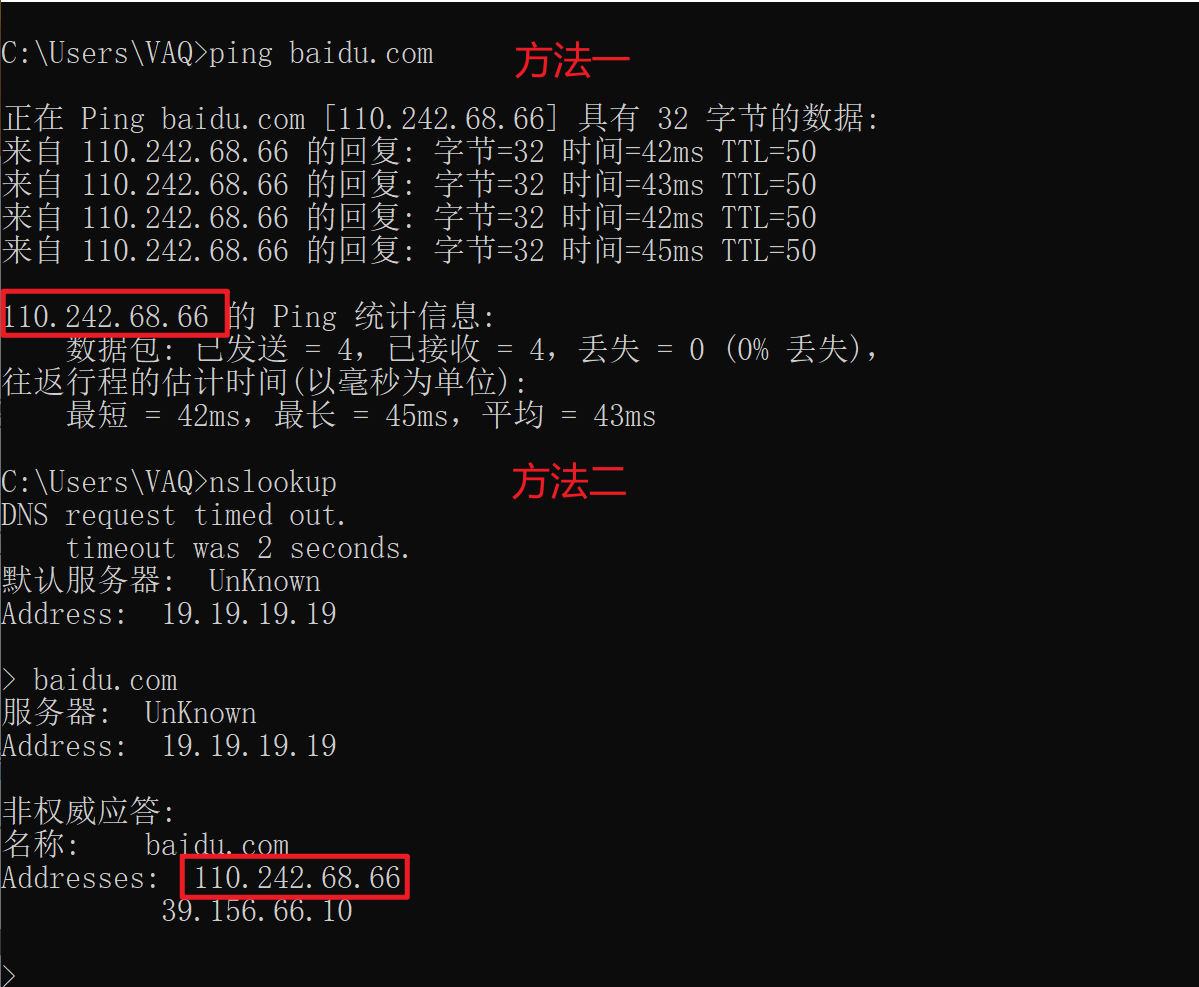 C:\Users\VAQ>ping baidu.com 方法一
正在 Ping baidu.com [110.242.68.66] 具有 32 字节的数据:
来自 110.242.68.66 的回复: 字节=32 时间=42ms TTL=50
来自 110.242.68.66 的回复: 字节=32 时间=43ms TTL=50
来自 110.242.68.66 的回复: 字节=32 时间=42ms TTL=50
来自 110.242.68.66 的回复: 字节=32 时间=45ms TTL=50
110.242.68.66 的 Ping 统计信息:
数据包: 已发送 = 4，已接收 = 4，丢失 = 0 (0% 丢失)，
往返行程的估计时间(以毫秒为单位):
最短 = 42ms，最长 = 45ms，平均 = 43ms
C:\Users\VAQ>nslookup 方法二
DNS request timed out.
timeout was 2 seconds.
默认服务器: UnKnown
Address: 19.19.19.19
> baidu.com
服务器: UnKnown
Address: 19.19.19.19
非权威应答:
名称: baidu.com
Addresses: 110.242.68.66
39.156.66.10
>